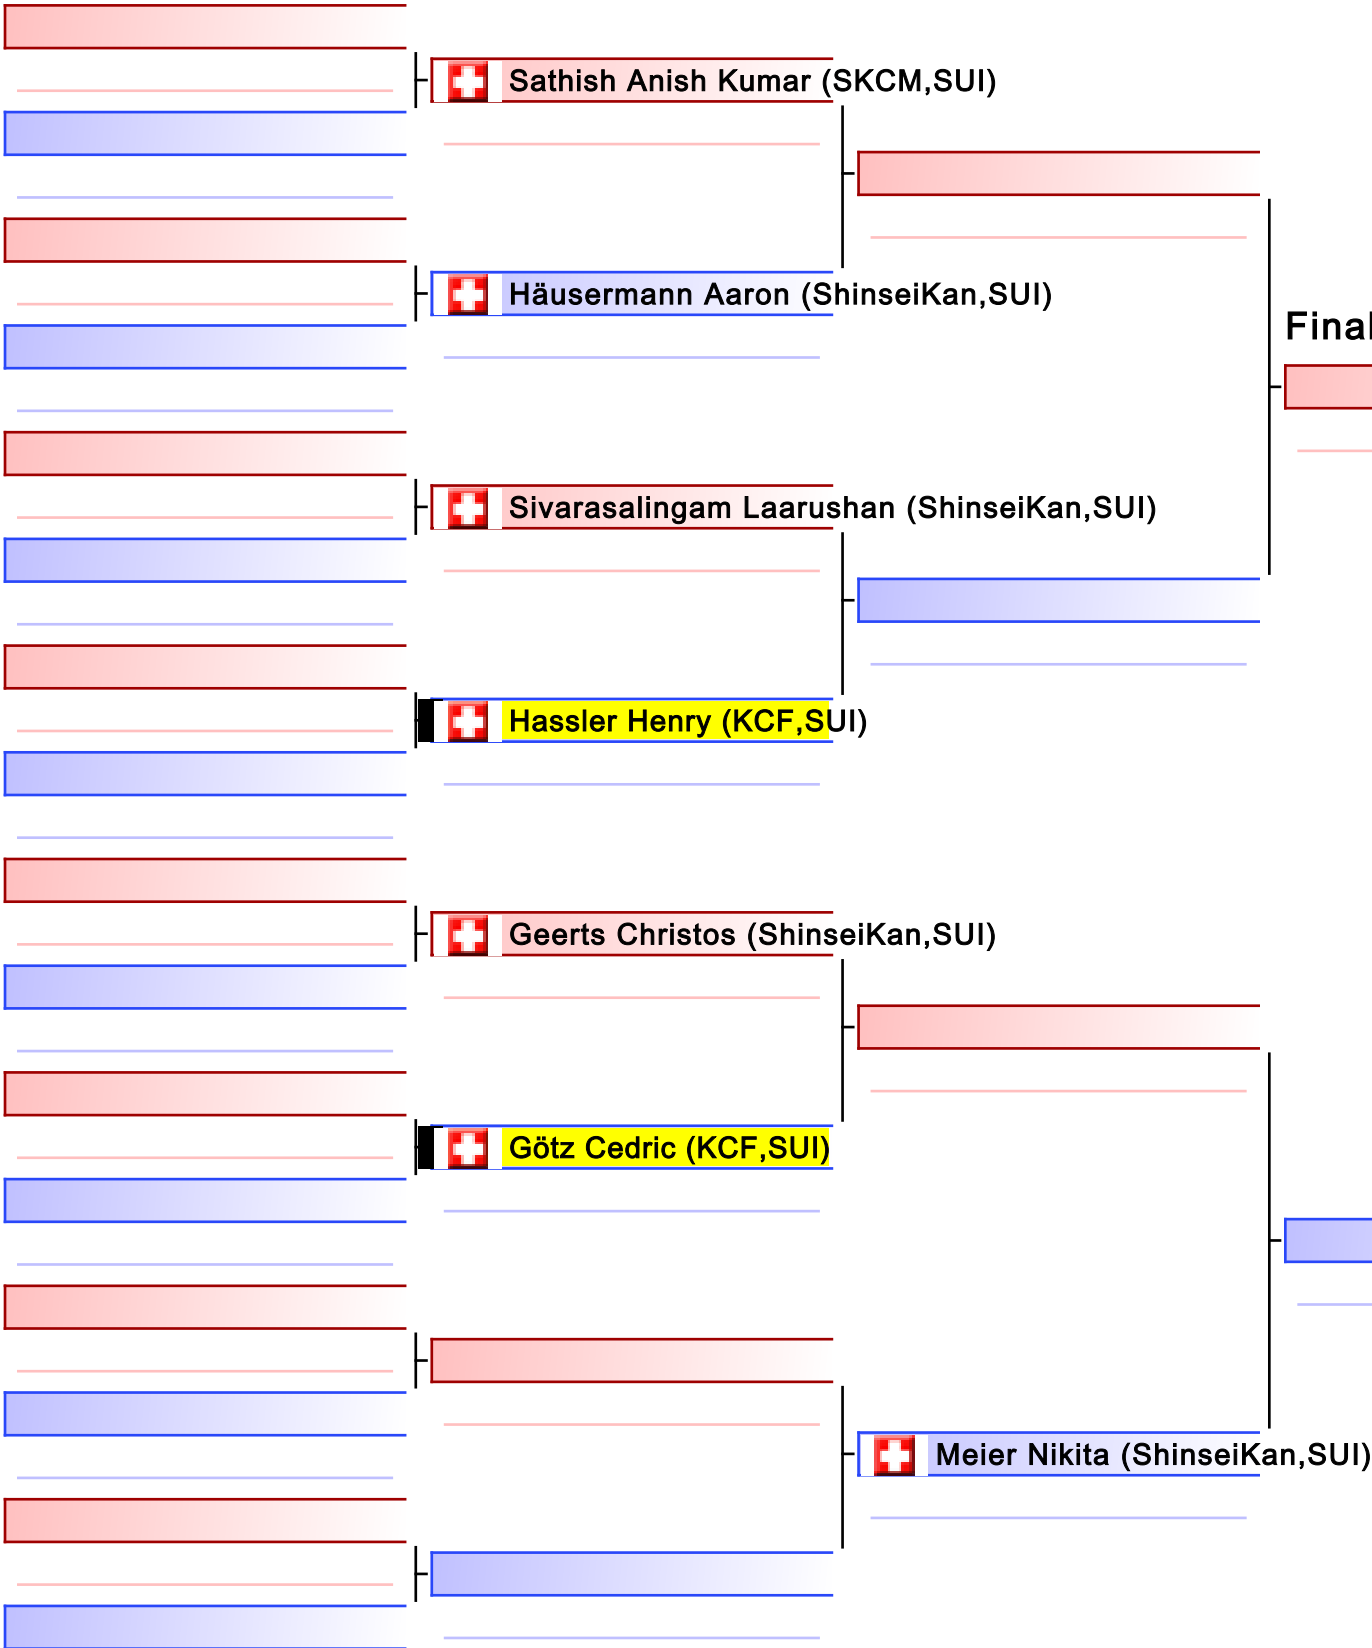 Sathish Anish Kumar (SKCM,SUI)
Häusermann Aaron (ShinseiKan,SUI)
Final
Sivarasalingam Laarushan (ShinseiKan,SUI)
Hassler Henry (KCF,SUI)
Geerts Christos (ShinseiKan,SUI)
Götz Cedric (KCF,SUI)
Meier Nikita (ShinseiKan,SUI)